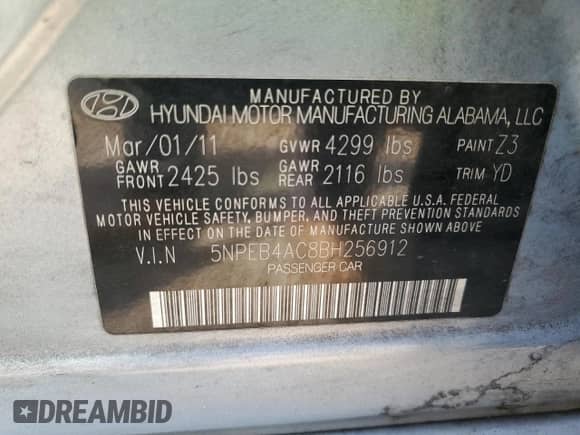 MANUFACTURED BY
HYUNDAI MOTOR MANUFACTURING ALABAMA, LLC
Mar/01/11 GVWR 4299 lbs PAINT Z3
GAWR FRONT 2425 lbs GAWR REAR 2116 lbs TRIM YD
THIS VEHICLE CONFORMS TO ALL APPLICABLE U.S.A. FEDERAL
MOTOR VEHICLE SAFETY, BUMPER, AND THEFT PREVENTION STANDARDS
IN EFFECT ON THE DATE OF MANUFACTURE SHOWN ABOVE.
V.I.N 5NPEB4AC8BH256912
PASSENGER CAR
DREAMBID